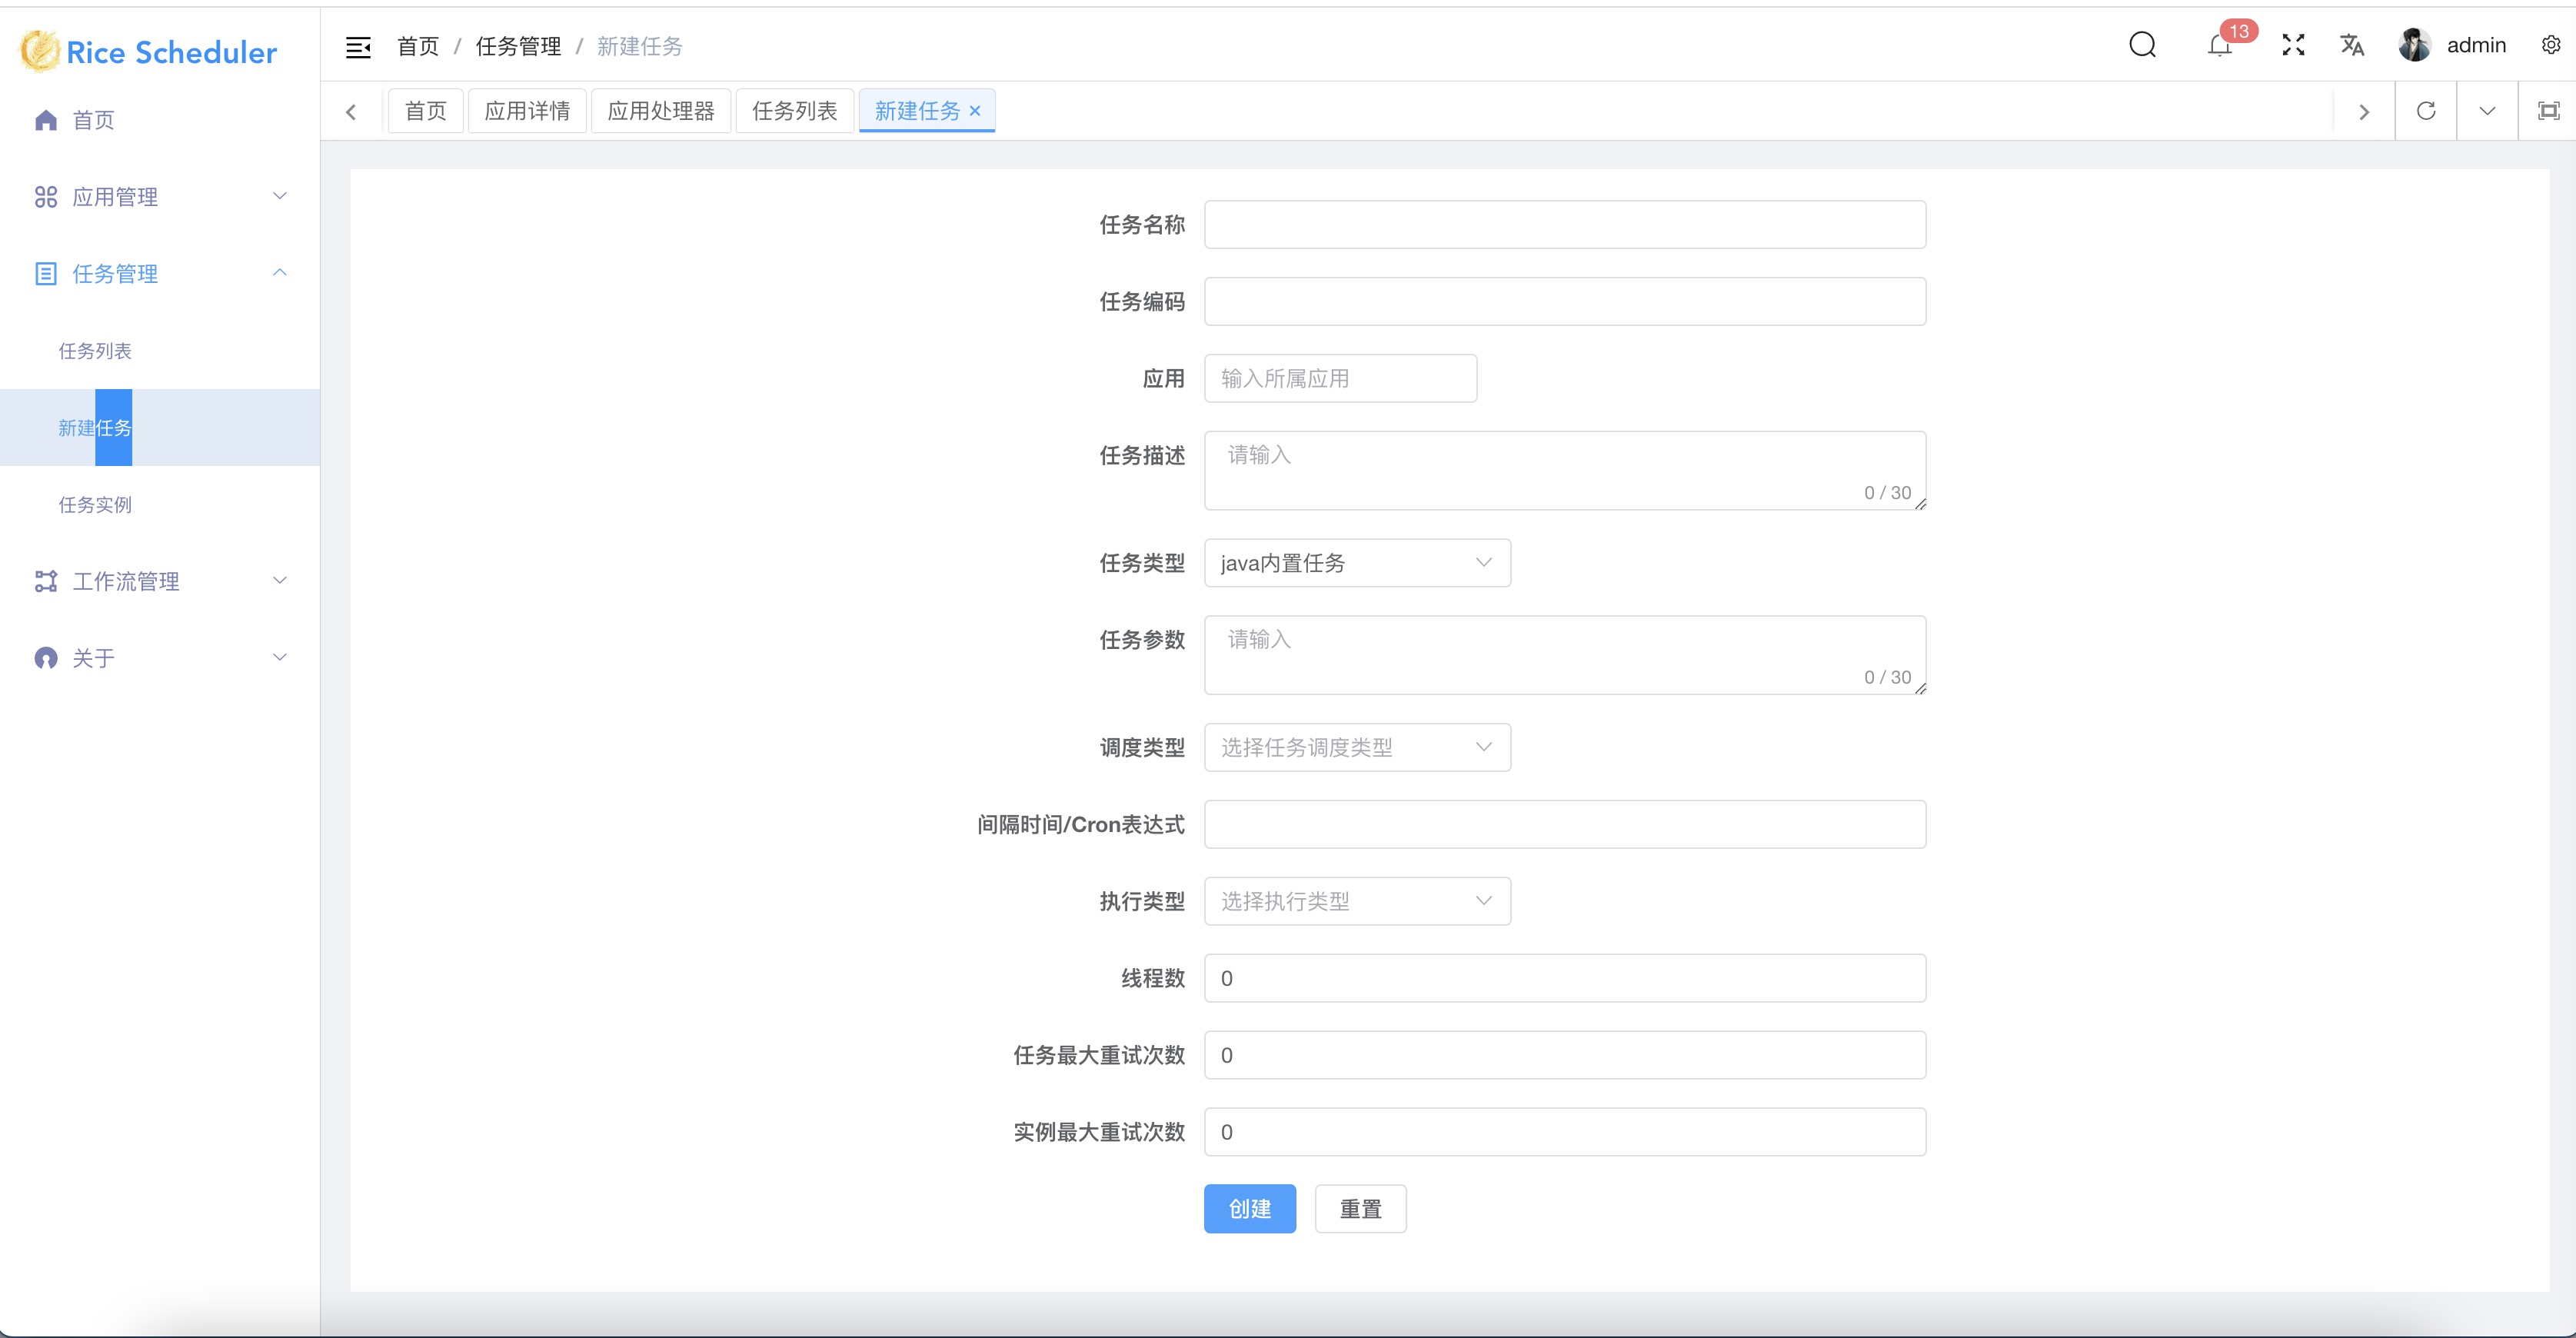 Rice Scheduler
首页 / 任务管理 / 新建任务
13
admin
首页
应用详情
应用处理器
任务列表
新建任务
首页
应用管理
任务管理
任务列表
新建任务
任务实例
工作流管理
关于
任务名称
任务编码
应用 输入所属应用
任务描述 请输入
0 / 30
任务类型 java内置任务
任务参数 请输入
0 / 30
调度类型 选择任务调度类型
间隔时间/Cron表达式
执行类型 选择执行类型
线程数 0
任务最大重试次数 0
实例最大重试次数 0
创建 重置